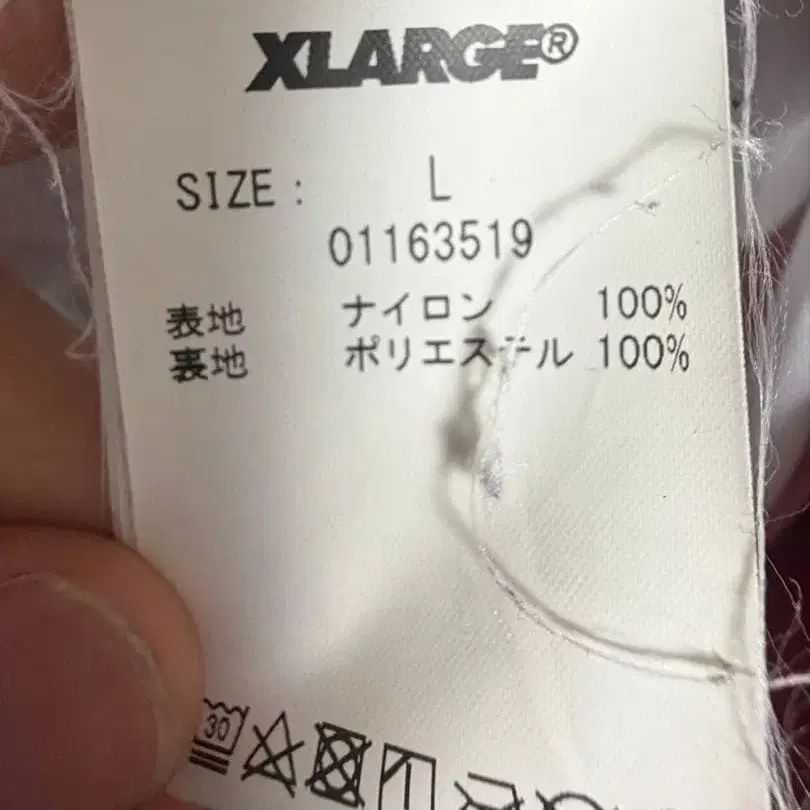 XLARGE®
SIZE : L
01163519
表地 ナイロン 100%
裏地 ポリエステル 100%
30